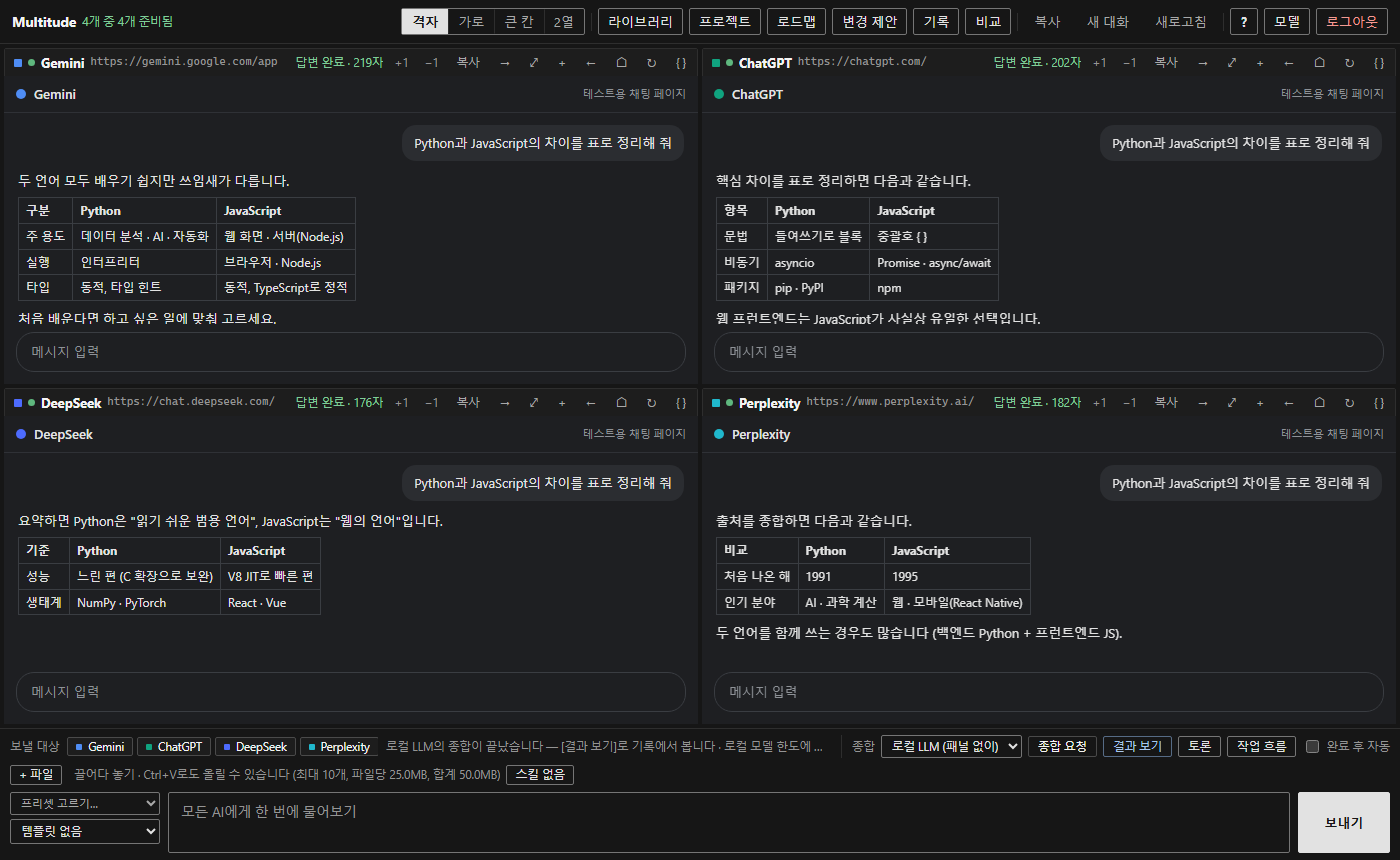 Multitude 4개 중 4개 준비됨 격자 가로 큰 칸 2열 라이브러리 프로젝트 로드맵 변경 제안 기록 비교 복사 새 대화 새로고침 ? 모델 로그아웃
Gemini https://gemini.google.com/app 답변 완료 · 219자 +1 −1 복사 → ⤢ + ← ☖ ↻ { }
Gemini 테스트용 채팅 페이지
Python과 JavaScript의 차이를 표로 정리해 줘
두 언어 모두 배우기 쉽지만 쓰임새가 다릅니다.
구분 Python JavaScript
주 용도 데이터 분석 · AI · 자동화 웹 화면 · 서버(Node.js)
실행 인터프리터 브라우저 · Node.js
타입 동적, 타입 힌트 동적, TypeScript로 정적
처음 배운다면 하고 싶은 일에 맞춰 고르세요.
메시지 입력
ChatGPT https://chatgpt.com/ 답변 완료 · 202자 +1 −1 복사 → ⤢ + ← ☖ ↻ { }
ChatGPT 테스트용 채팅 페이지
Python과 JavaScript의 차이를 표로 정리해 줘
핵심 차이를 표로 정리하면 다음과 같습니다.
항목 Python JavaScript
문법 들여쓰기로 블록 중괄호 { }
비동기 asyncio Promise · async/await
패키지 pip · PyPI npm
웹 프런트엔드는 JavaScript가 사실상 유일한 선택입니다.
메시지 입력
DeepSeek https://chat.deepseek.com/ 답변 완료 · 176자 +1 −1 복사 → ⤢ + ← ☖ ↻ { }
DeepSeek 테스트용 채팅 페이지
Python과 JavaScript의 차이를 표로 정리해 줘
요약하면 Python은 "읽기 쉬운 범용 언어", JavaScript는 "웹의 언어"입니다.
기준 Python JavaScript
성능 느린 편 (C 확장으로 보완) V8 JIT로 빠른 편
생태계 NumPy · PyTorch React · Vue
메시지 입력
Perplexity https://www.perplexity.ai/ 답변 완료 · 182자 +1 −1 복사 → ⤢ + ← ☖ ↻ { }
Perplexity 테스트용 채팅 페이지
Python과 JavaScript의 차이를 표로 정리해 줘
출처를 종합하면 다음과 같습니다.
비교 Python JavaScript
처음 나온 해 1991 1995
인기 분야 AI · 과학 계산 웹 · 모바일(React Native)
두 언어를 함께 쓰는 경우도 많습니다 (백엔드 Python + 프런트엔드 JS).
메시지 입력
보낼 대상 Gemini ChatGPT DeepSeek Perplexity 로컬 LLM의 종합이 끝났습니다 — [결과 보기]로 기록에서 봅니다 · 로컬 모델 한도에 ... 종합 로컬 LLM (패널 없이) 종합 요청 결과 보기 토론 작업 흐름 완료 후 자동
+ 파일 끌어다 놓기 · Ctrl+V로도 올릴 수 있습니다 (최대 10개, 파일당 25.0MB, 합계 50.0MB) 스킬 없음
프리셋 고르기...
템플릿 없음
모든 AI에게 한 번에 물어보기
보내기